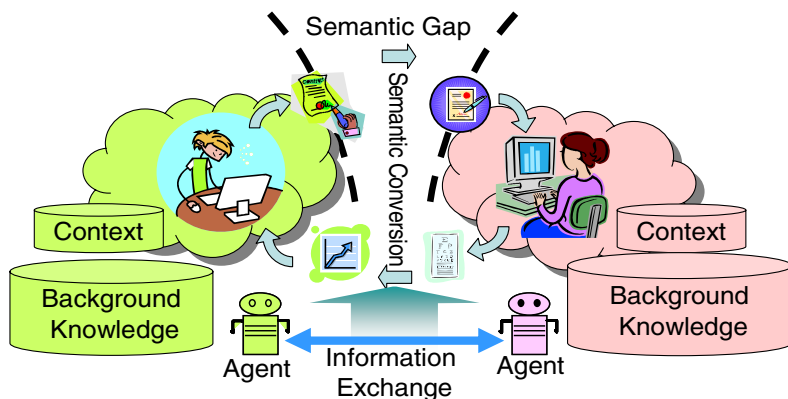 Semantic Gap
Semantic Conversion
Context
Background
Knowledge
Context
Background
Knowledge
Agent
Information
Exchange
Agent